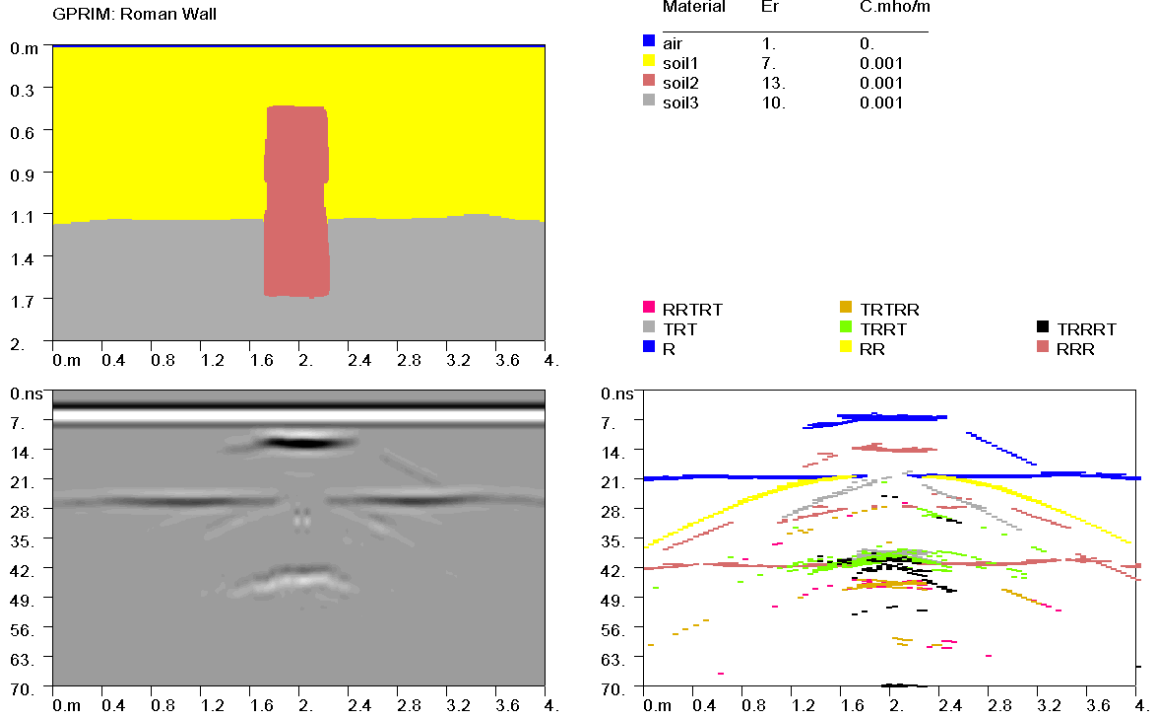 GPRIM: Roman Wall
Material Er C.mho/m
air 1. 0.
soil1 7. 0.001
soil2 13. 0.001
soil3 10. 0.001
0.m
0.3
0.6
0.9
1.1
1.4
1.7
2.
0.m 0.4 0.8 1.2 1.6 2. 2.4 2.8 3.2 3.6 4.
RRTRT TRTRR
TRT TRRT TRRRT
R RR RRR
0.ns
7.
14.
21.
28.
35.
42.
49.
56.
63.
70.
0.m 0.4 0.8 1.2 1.6 2. 2.4 2.8 3.2 3.6 4.
0.ns
7.
14.
21.
28.
35.
42.
49.
56.
63.
70.
0.m 0.4 0.8 1.2 1.6 2. 2.4 2.8 3.2 3.6 4.